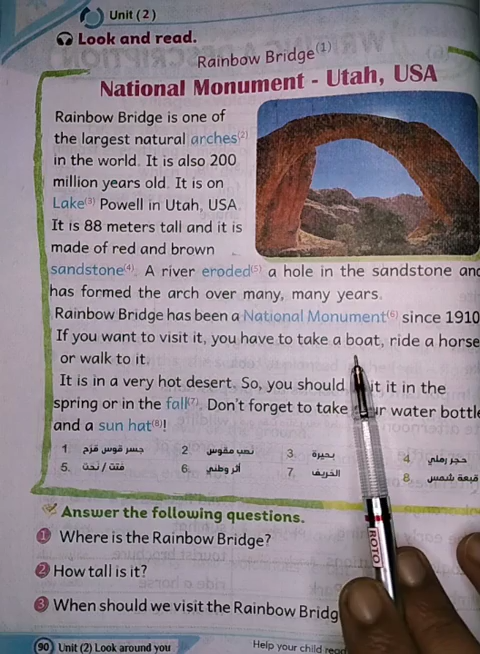 Unit (2)
Look and read.
Rainbow Bridge(1)
National Monument - Utah, USA
Rainbow Bridge is one of
the largest natural arches(2)
in the world. It is also 200
million years old. It is on
Lake(3) Powell in Utah, USA.
It is 88 meters tall and it is
made of red and brown
sandstone(4). A river eroded(5) a hole in the sandstone and
has formed the arch over many, many years.
Rainbow Bridge has been a National Monument(6) since 1910
If you want to visit it, you have to take a boat, ride a horse
or walk to it.
It is in a very hot desert. So, you should it it in the
spring or in the fall(7). Don't forget to take ur water bottle
and a sun hat(8)!
1. جسر قوس قزح 2. نصب مقوس 3. بحيرة 4. حجر رملي
5. فتت / نحت 6. أثر وطني 7. الخريف 8. قبعة شمس
Answer the following questions.
1 Where is the Rainbow Bridge?
2 How tall is it?
3 When should we visit the Rainbow Bridg
90 Unit (2) Look around you
Help your child read